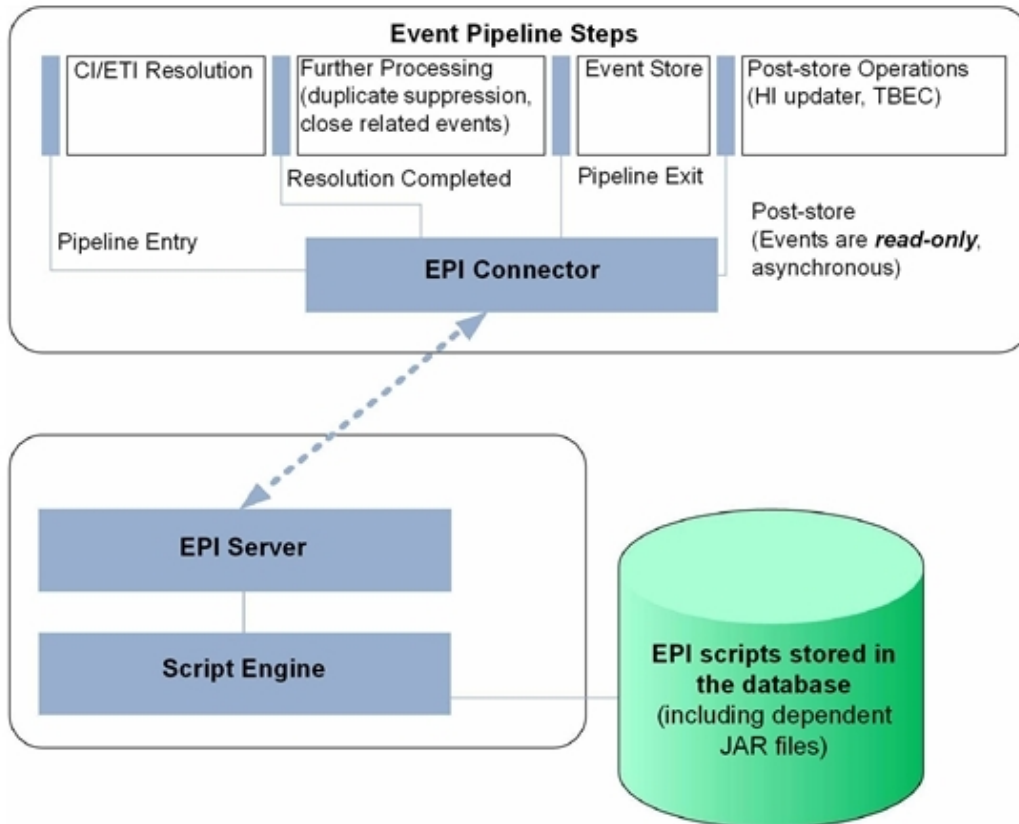 Event Pipeline Steps
CI/ETI Resolution
Further Processing
(duplicate suppression,
close related events)
Event Store
Post-store Operations
(HI updater, TBEC)
Resolution Completed
Pipeline Exit
Pipeline Entry
Post-store
(Events are read-only,
asynchronous)
EPI Connector
EPI Server
Script Engine
EPI scripts stored in
the database
(including dependent
JAR files)